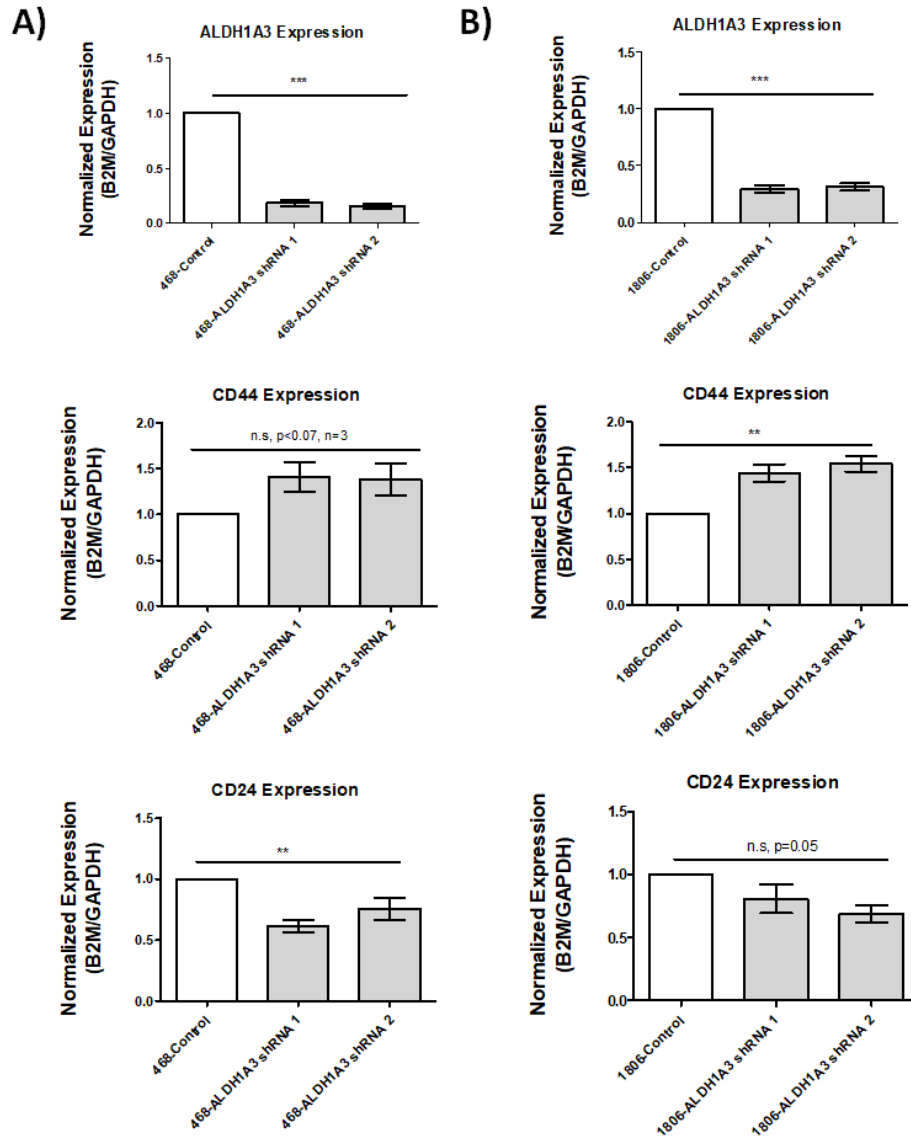 A)
ALDH1A3 Expression
Normalized Expression
(B2M/GAPDH)
1.5
1.0
0.5
0.0
***
468-Control
468-ALDH1A3 shRNA 1
468-ALDH1A3 shRNA 2
B)
ALDH1A3 Expression
Normalized Expression
(B2M/GAPDH)
1.5
1.0
0.5
0.0
***
1806-Control
1806-ALDH1A3 shRNA 1
1806-ALDH1A3 shRNA 2
CD44 Expression
Normalized Expression
(B2M/GAPDH)
2.0
1.5
1.0
0.5
0.0
n.s, p<0.07, n=3
468-Control
468-ALDH1A3 shRNA 1
468-ALDH1A3 shRNA 2
CD44 Expression
Normalized Expression
(B2M/GAPDH)
2.0
1.5
1.0
0.5
0.0
**
1806-Control
1806-ALDH1A3 shRNA 1
1806-ALDH1A3 shRNA 2
CD24 Expression
Normalized Expression
(B2M/GAPDH)
1.5
1.0
0.5
0.0
**
468-Control
468-ALDH1A3 shRNA 1
468-ALDH1A3 shRNA 2
CD24 Expression
Normalized Expression
(B2M/GAPDH)
1.5
1.0
0.5
0.0
n.s, p=0.05
1806-Control
1806-ALDH1A3 shRNA 1
1806-ALDH1A3 shRNA 2